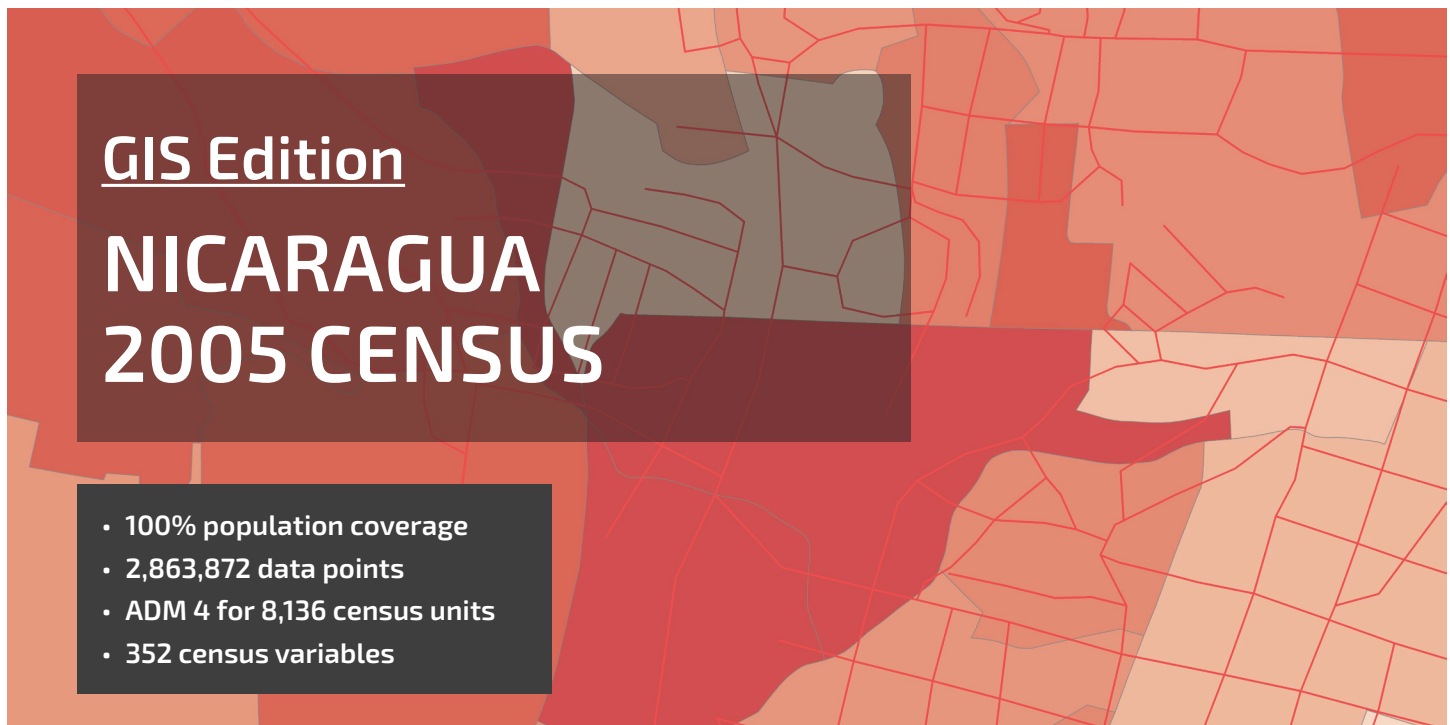 GIS Edition
NICARAGUA
2005 CENSUS
• 100% population coverage
• 2,863,872 data points
• ADM 4 for 8,136 census units
• 352 census variables